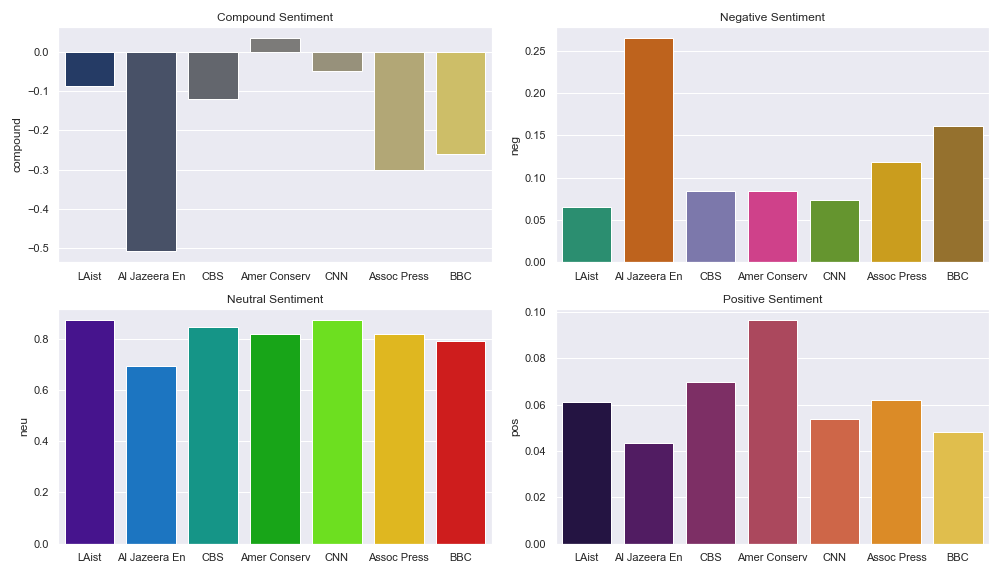 Compound Sentiment
compound
0.0
−0.1
−0.2
−0.3
−0.4
−0.5
LAist Al Jazeera En CBS Amer Conserv CNN Assoc Press BBC
Negative Sentiment
neg
0.25
0.20
0.15
0.10
0.05
0.00
LAist Al Jazeera En CBS Amer Conserv CNN Assoc Press BBC
Neutral Sentiment
neu
0.8
0.6
0.4
0.2
0.0
LAist Al Jazeera En CBS Amer Conserv CNN Assoc Press BBC
Positive Sentiment
pos
0.10
0.08
0.06
0.04
0.02
0.00
LAist Al Jazeera En CBS Amer Conserv CNN Assoc Press BBC